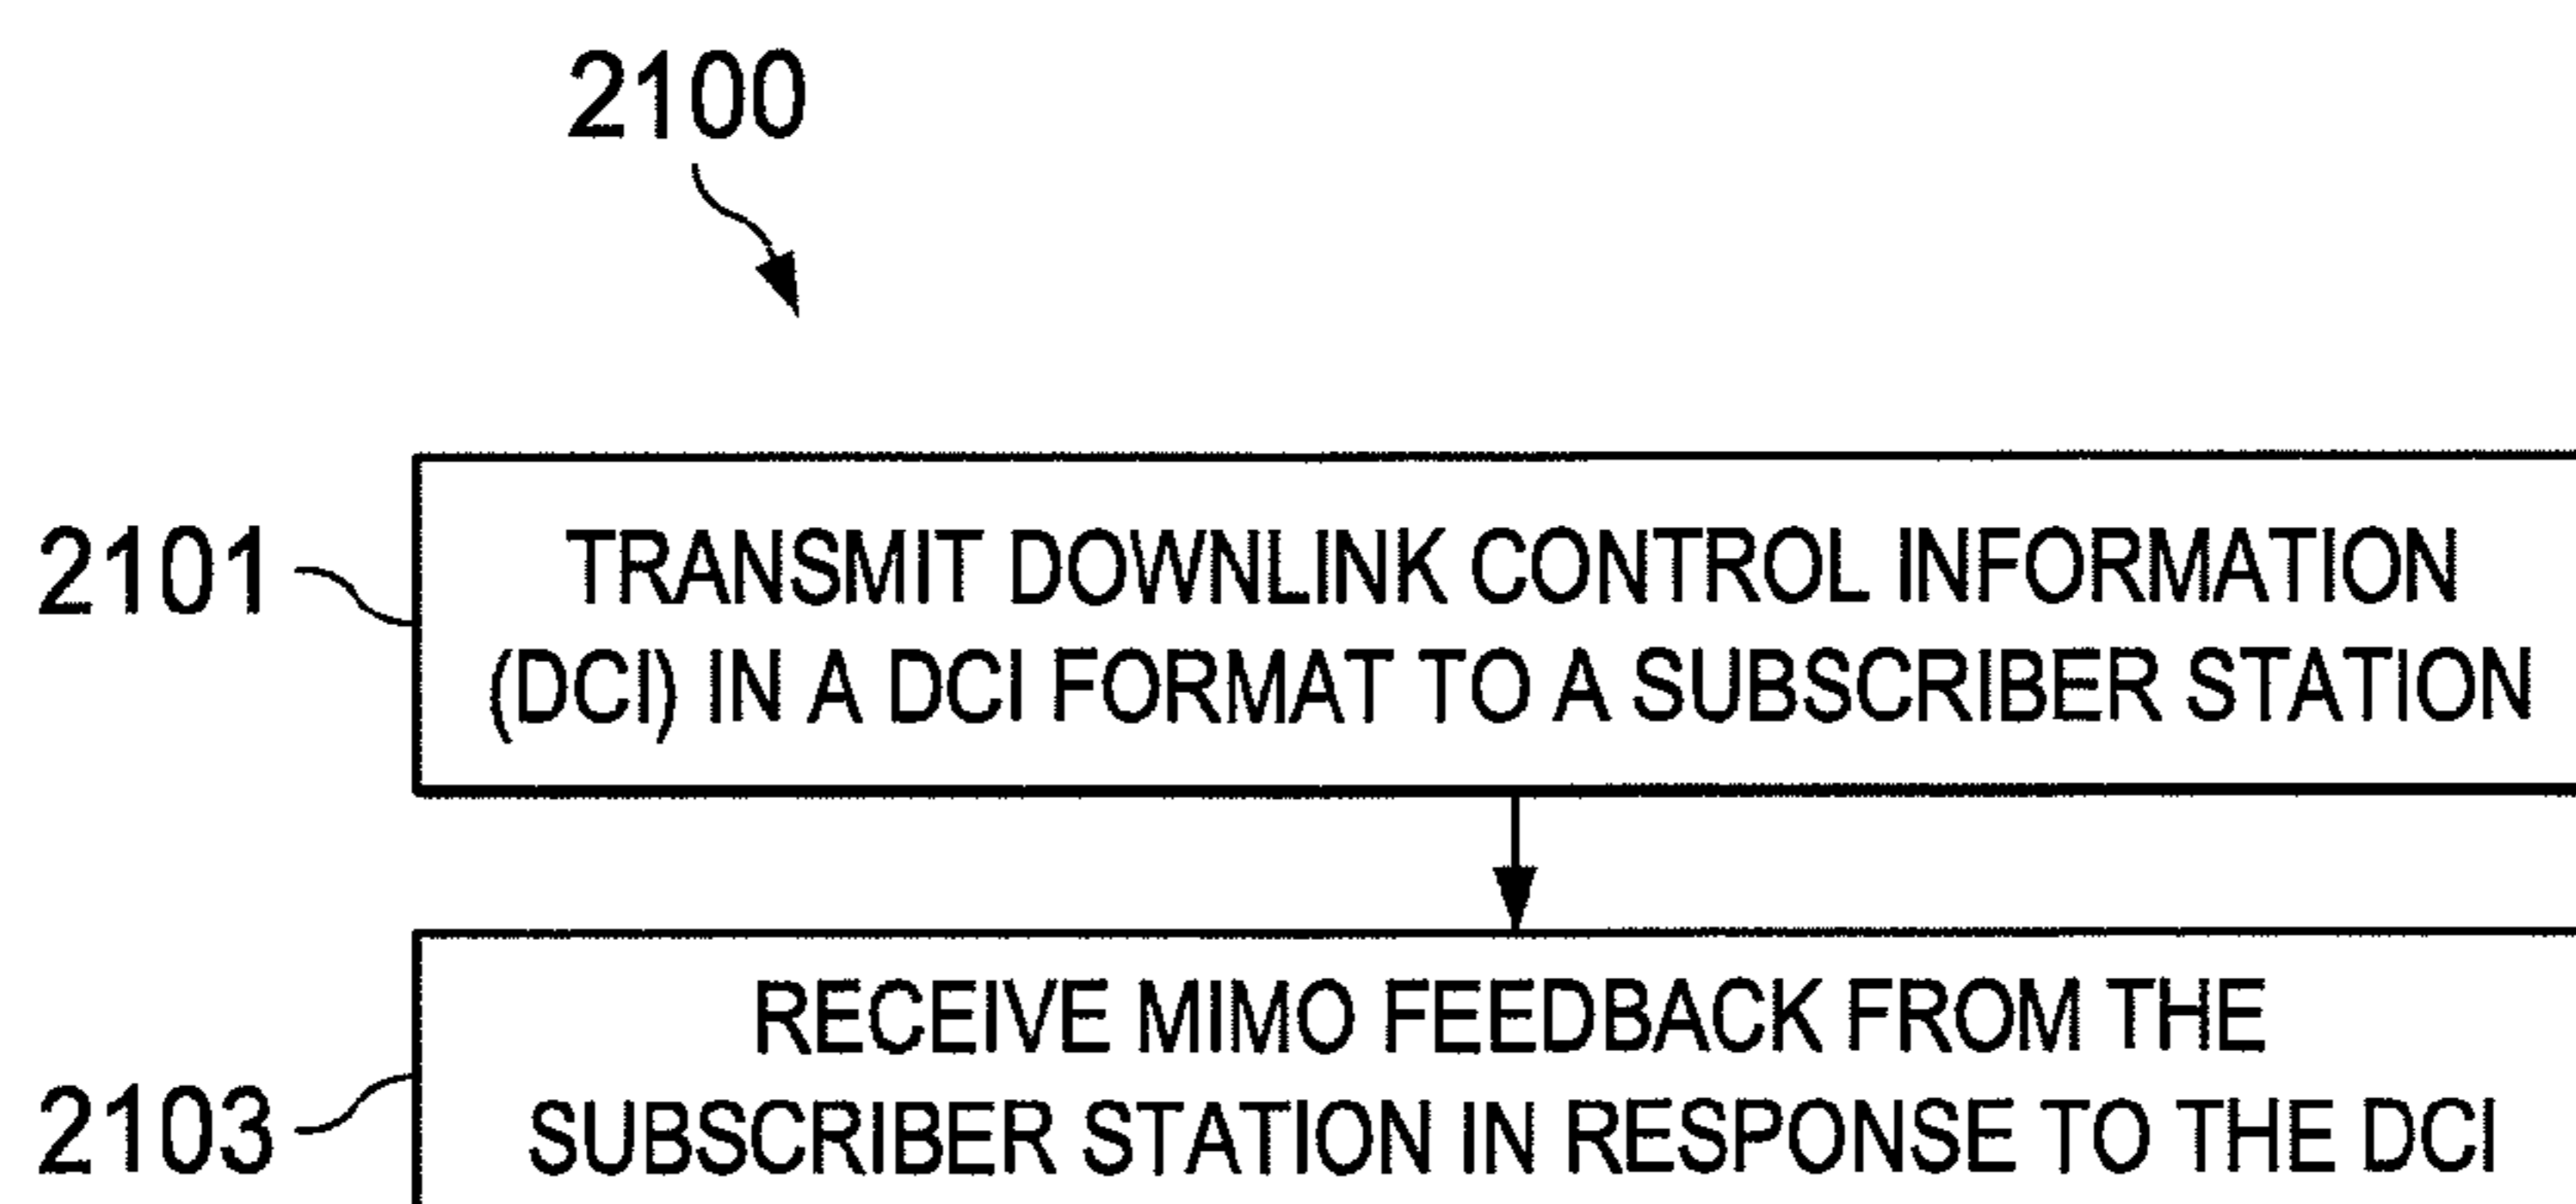 2100
2101
TRANSMIT DOWNLINK CONTROL INFORMATION
(DCI) IN A DCI FORMAT TO A SUBSCRIBER STATION
2103
RECEIVE MIMO FEEDBACK FROM THE
SUBSCRIBER STATION IN RESPONSE TO THE DCI